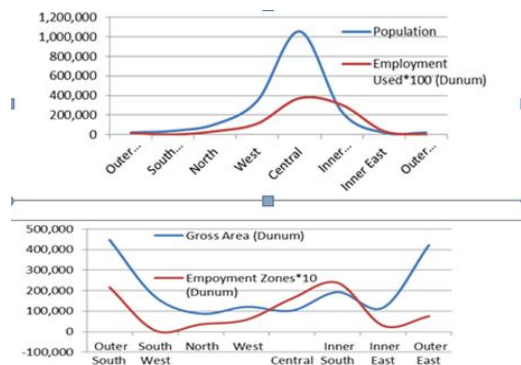 1,200,000
1,000,000
800,000
600,000
400,000
200,000
0
Population
Employment
Used*100 (Dunum)
Outer...
South...
North
West
Central
Inner...
Inner East
Outer...
500,000
400,000
300,000
200,000
100,000
0
-100,000
Gross Area (Dunum)
Empoyment Zones*10
(Dunum)
Outer South Inner Inner Outer
North West
South West Central South East East